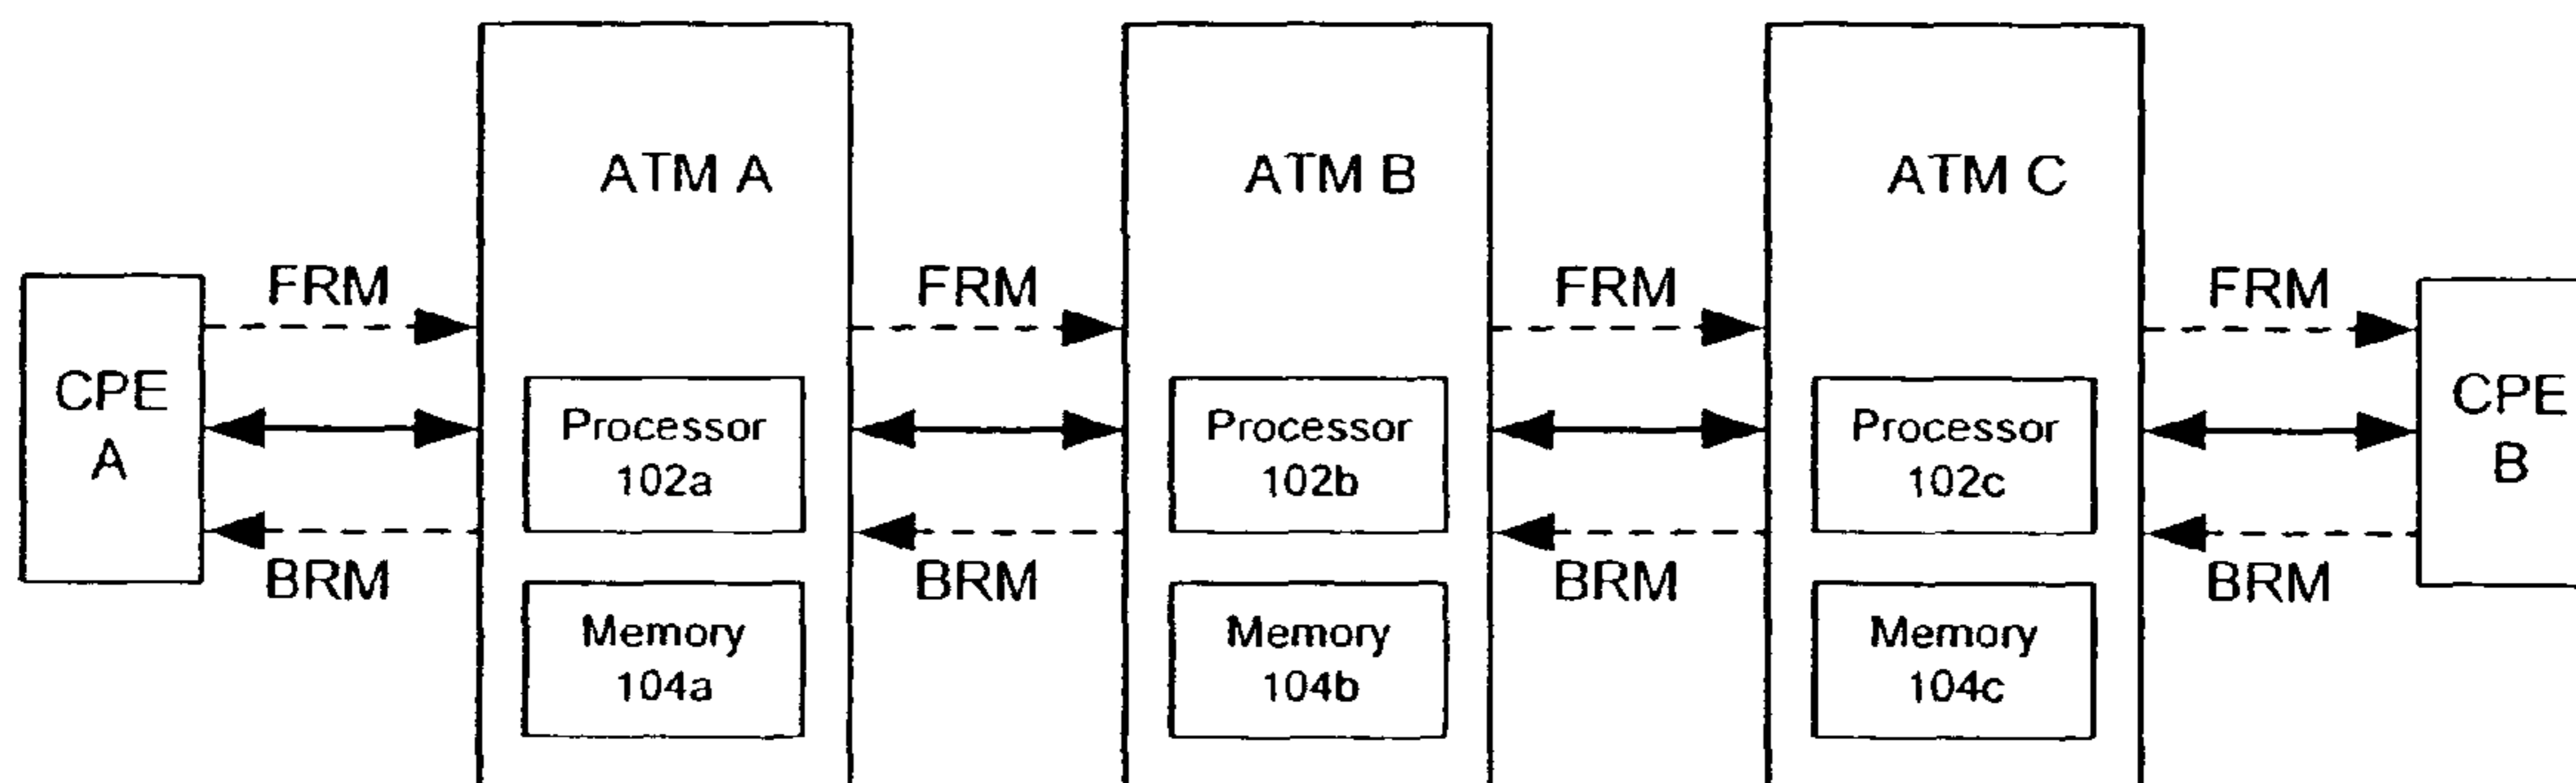 ATM A
ATM B
ATM C
FRM
FRM
FRM
FRM
CPE
A
Processor
102a
Processor
102b
Processor
102c
CPE
B
BRM
BRM
BRM
BRM
Memory
104a
Memory
104b
Memory
104c